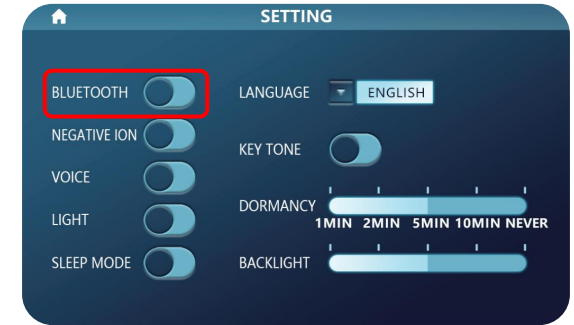 SETTING
BLUETOOTH
NEGATIVE ION
VOICE
LIGHT
SLEEP MODE
LANGUAGE ENGLISH
KEY TONE
DORMANCY
1MIN 2MIN 5MIN 10MIN NEVER
BACKLIGHT